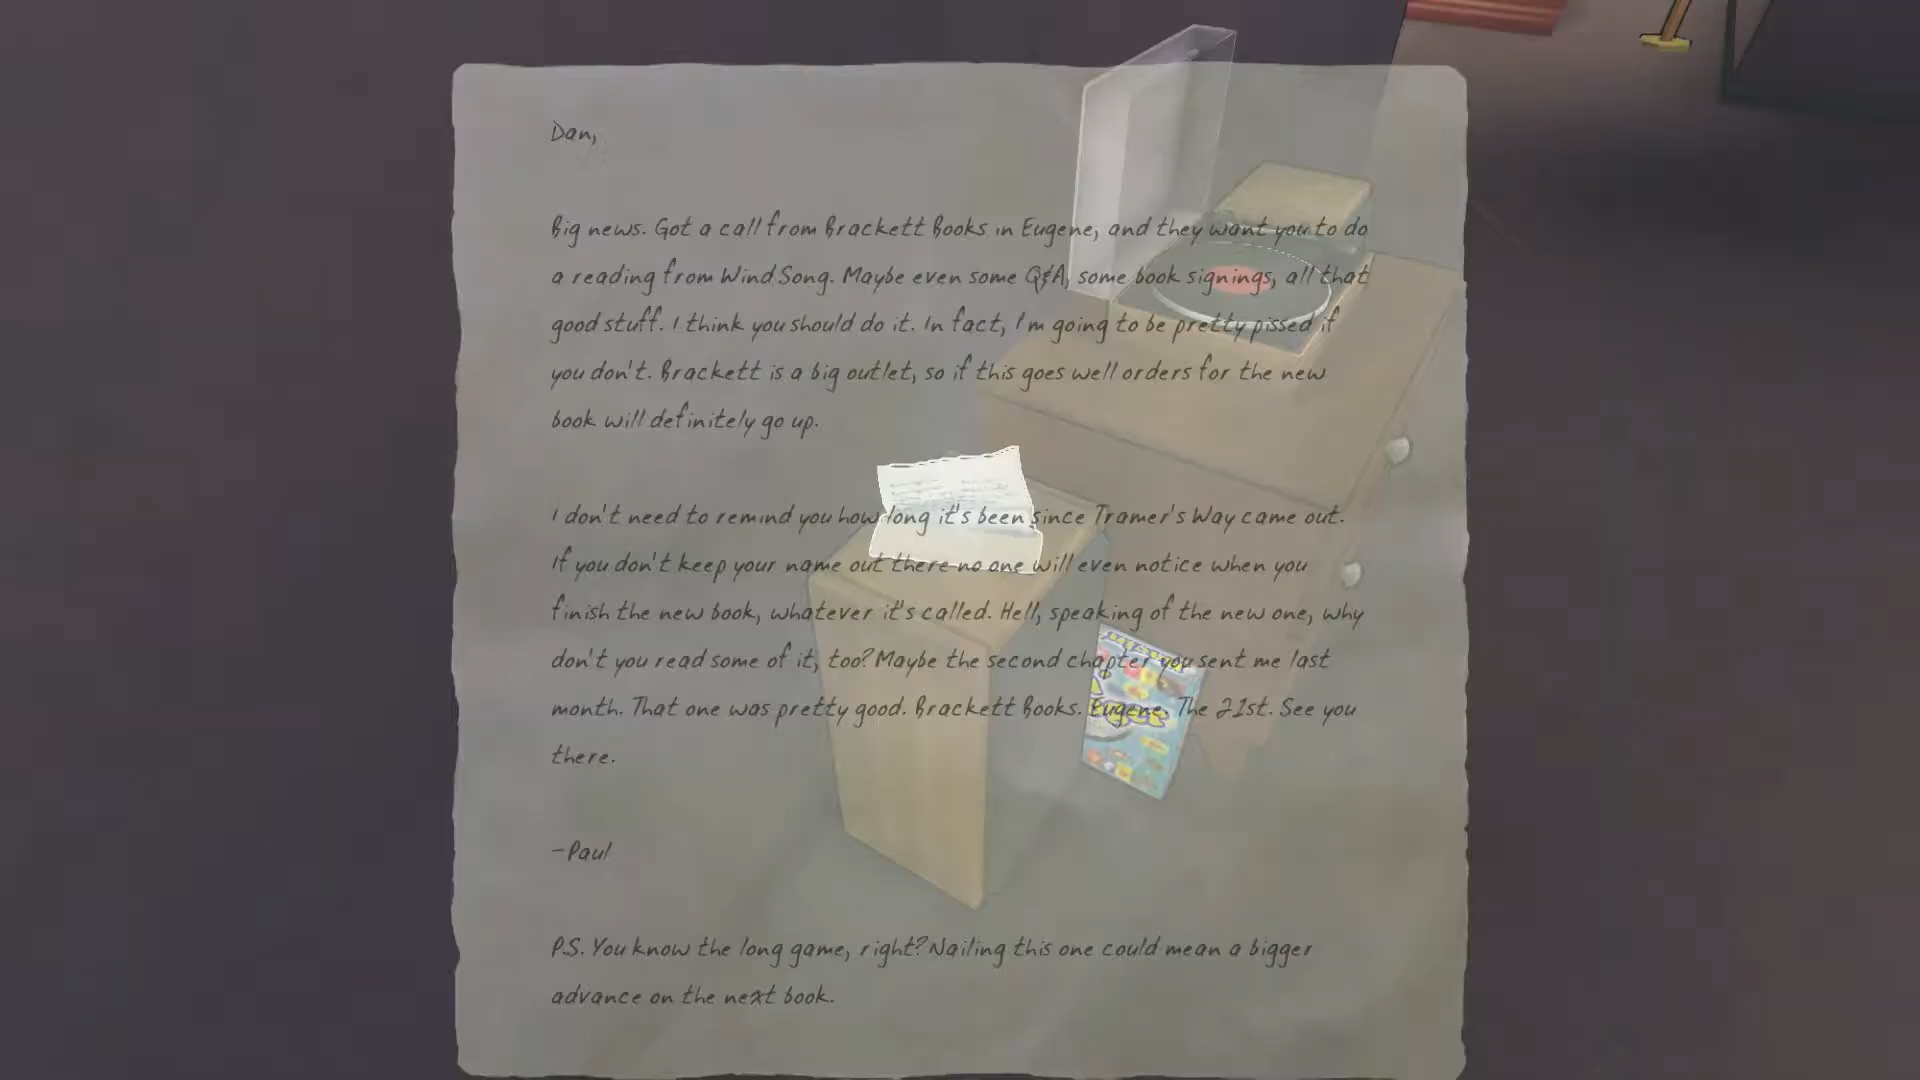 Dan,
Big news. Got a call from Brackett Books in Eugene, and they want you to do
a reading from Wind Song. Maybe even some Q&A, some book signings, all that
good stuff. I think you should do it. In fact, I'm going to be pretty pissed if
you don't. Brackett is a big outlet, so if this goes well orders for the new
book will definitely go up.
I don't need to remind you how long it's been since Tramer's Way came out.
If you don't keep your name out there no one will even notice when you
finish the new book, whatever it's called. Hell, speaking of the new one, why
don't you read some of it, too? Maybe the second chapter you sent me last
month. That one was pretty good. Brackett Books. Eugene. The 21st. See you
there.
-Paul
P.S. You know the long game, right? Nailing this one could mean a bigger
advance on the next book.